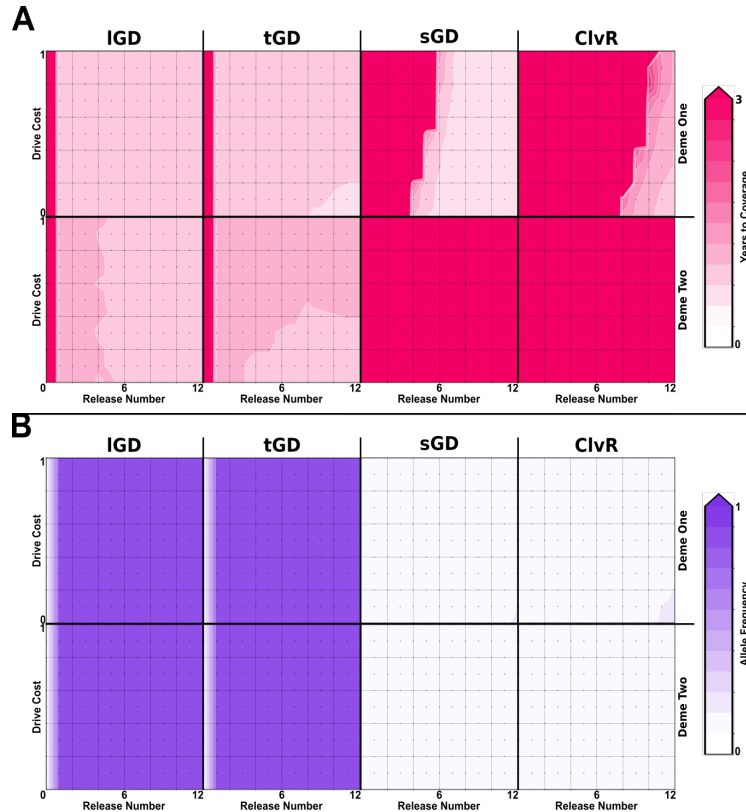 A
lGD tGD sGD ClvR
1
Drive Cost
Deme One
3
0
1
Drive Cost
Deme Two
Years to Coverage
0
0 6 12 6 12 6 12 6 12
Release Number Release Number Release Number Release Number
B
lGD tGD sGD ClvR
1
Drive Cost
Deme One
1
0
1
Drive Cost
Deme Two
Allele Frequency
0
0 6 12 6 12 6 12 6 12
Release Number Release Number Release Number Release Number